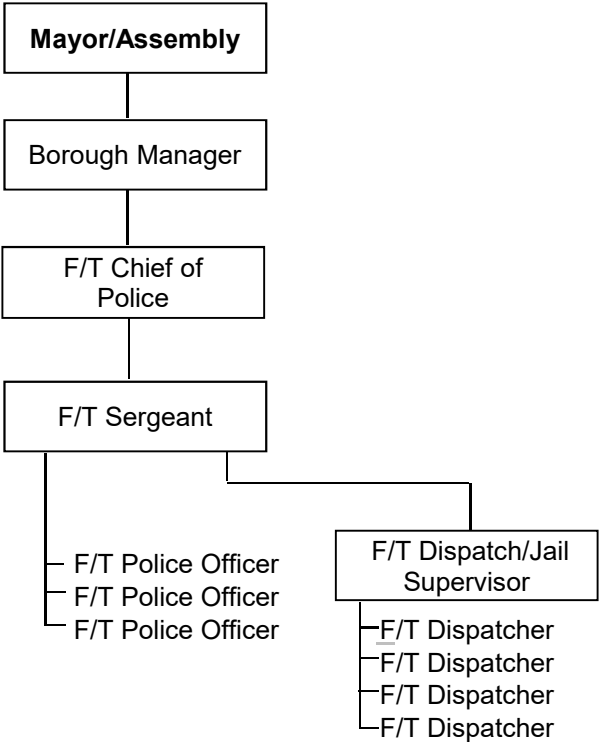 Mayor/Assembly
Borough Manager
F/T Chief of
Police
F/T Sergeant
F/T Police Officer
F/T Police Officer
F/T Police Officer
F/T Dispatch/Jail
Supervisor
F/T Dispatcher
F/T Dispatcher
F/T Dispatcher
F/T Dispatcher